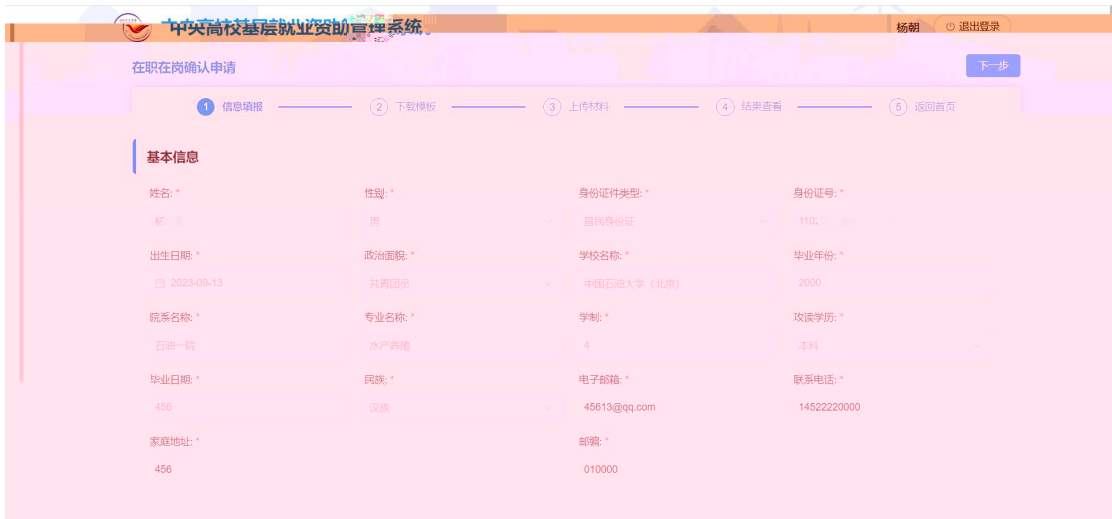 中央高校基层就业资助管理系统
杨朝 退出登录
在职在岗确认申请 下一步
1 信息填报 2 下载模板 3 上传材料 4 结果查看 5 返回首页
基本信息
姓名: * 性别: * 身份证件类型: * 身份证号: *
男 居民身份证 110
出生日期: * 政治面貌: * 学校名称: * 毕业年份: *
2023-09-13 共青团员 中国石油大学（北京） 2000
院系名称: * 专业名称: * 学制: * 攻读学历: *
石油一院 水产养殖 4 本科
毕业日期: * 民族: * 电子邮箱: * 联系电话: *
456 汉族 45613@qq.com 14522220000
家庭地址: * 邮编: *
456 010000